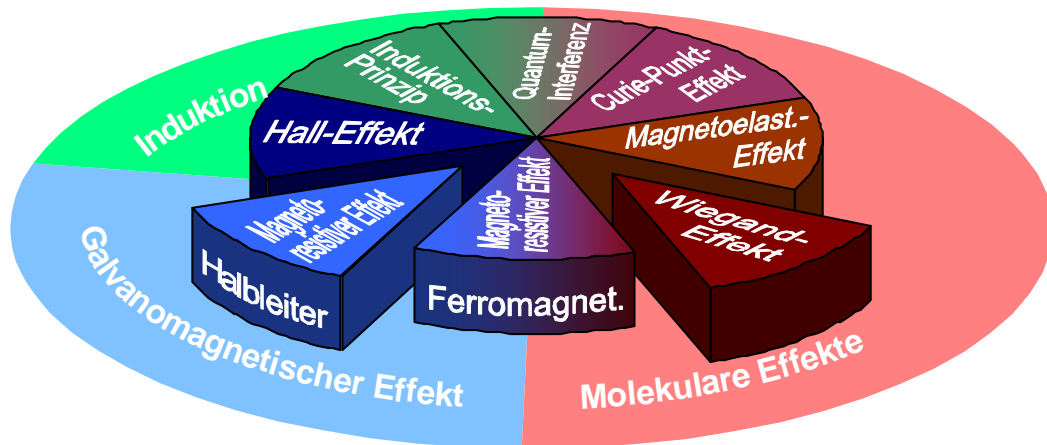 Induktion
Induktions-
Prinzip
Quantum-
Interferenz
Curie-Punkt-
Effekt
Hall-Effekt
Magnetoelast.-
Effekt
Magneto-
resistiver Effekt
Halbleiter
Magneto-
resistiver Effekt
Ferromagnet.
Wiegand-
Effekt
Galvanomagnetischer Effekt
Molekulare Effekte